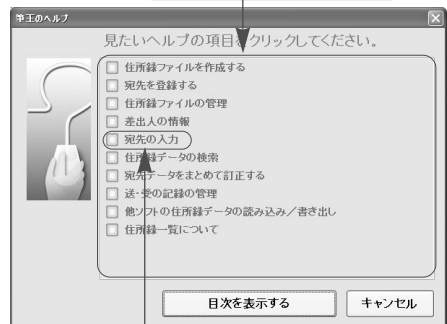 筆王のヘルプ
見たいヘルプの項目をクリックしてください。
住所録ファイルを作成する
宛先を登録する
住所録ファイルの管理
差出人の情報
宛先の入力
住所録データの検索
宛先データをまとめて訂正する
送・受の記録の管理
他ソフトの住所録データの読み込み／書き出し
住所録一覧について
目次を表示する
キャンセル